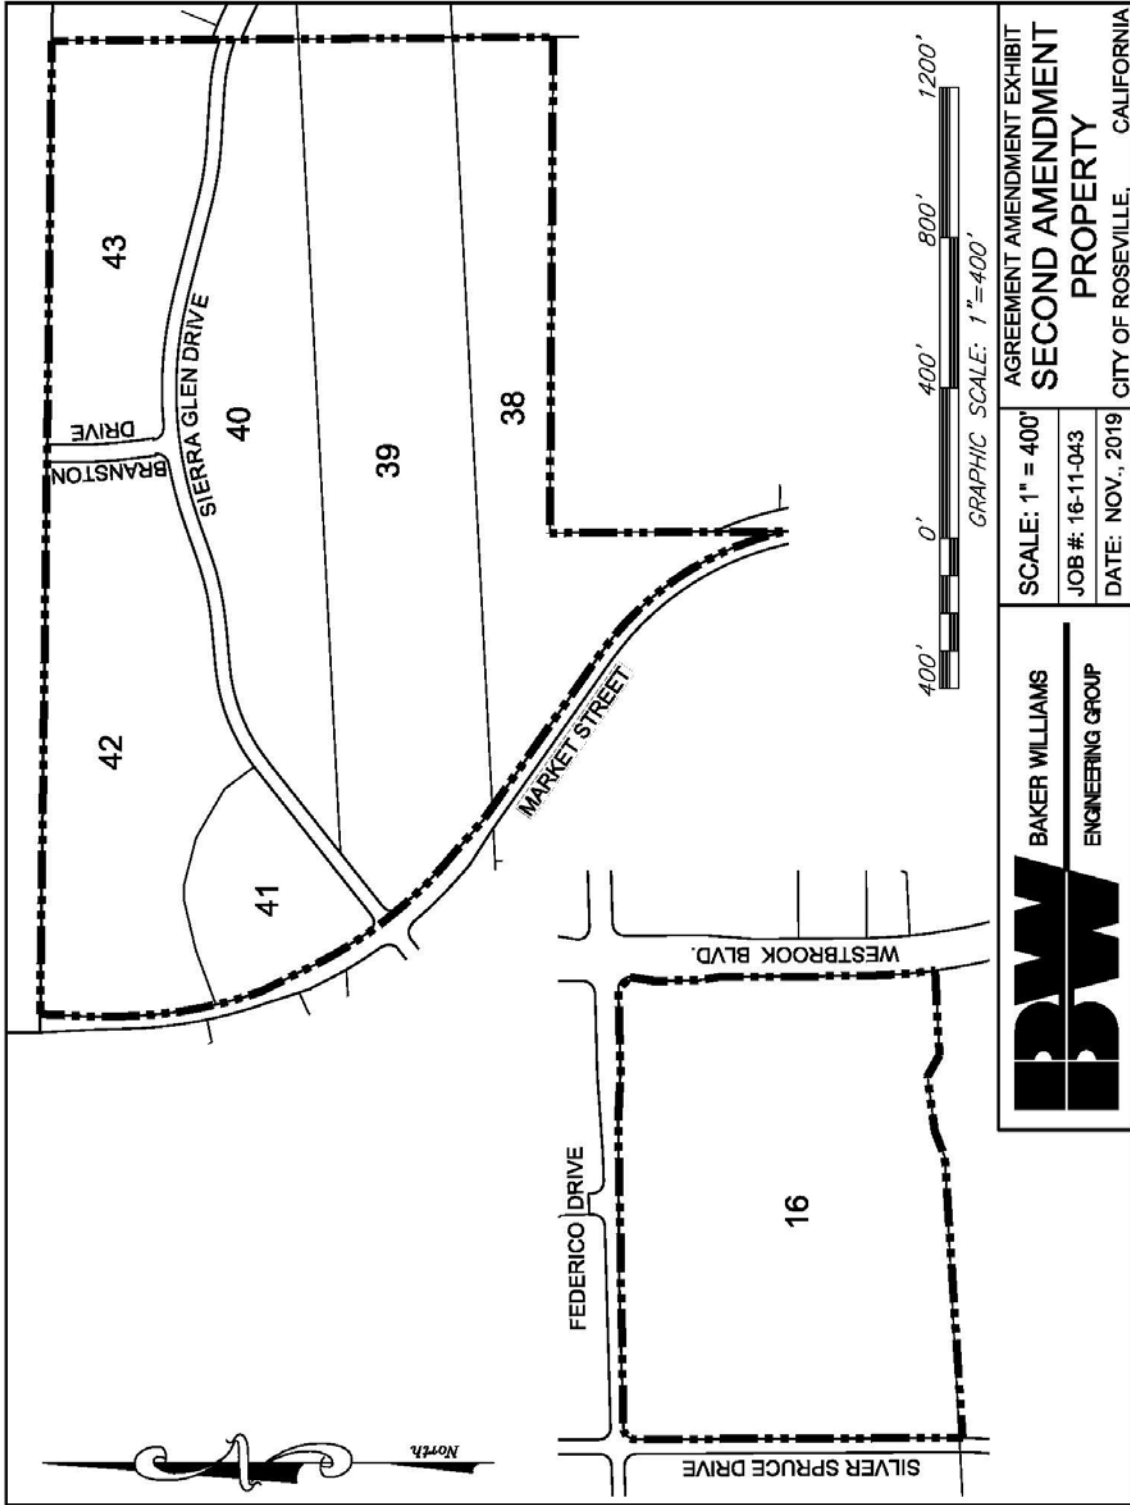 43
BRANSTON
DRIVE
SIERRA GLEN DRIVE
42
40
39
38
41
MARKET STREET
FEDERICO DRIVE
WESTBROOK BLVD.
16
SILVER SPRUCE DRIVE
North
400' 0' 400' 800' 1200'
GRAPHIC SCALE: 1"=400'
BW
BAKER WILLIAMS
ENGINEERING GROUP
SCALE: 1" = 400'
JOB #: 16-11-043
DATE: NOV., 2019
AGREEMENT AMENDMENT EXHIBIT
SECOND AMENDMENT
PROPERTY
CITY OF ROSEVILLE, CALIFORNIA